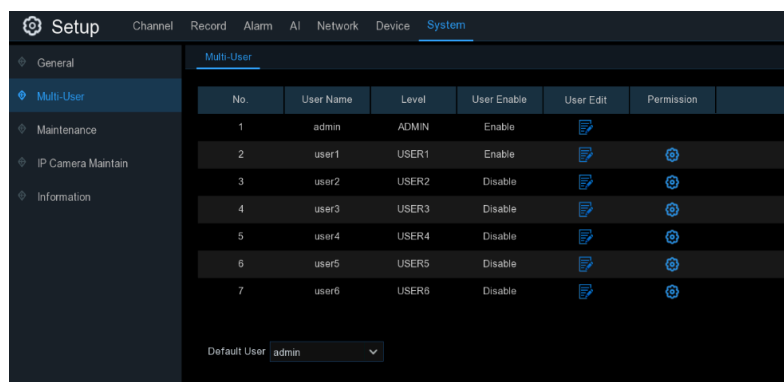 Setup Channel Record Alarm AI Network Device System
General
Multi-User
Maintenance
IP Camera Maintain
Information
Multi-User
No. User Name Level User Enable User Edit Permission
1 admin ADMIN Enable
2 user1 USER1 Enable
3 user2 USER2 Disable
4 user3 USER3 Disable
5 user4 USER4 Disable
6 user5 USER5 Disable
7 user6 USER6 Disable
Default User admin